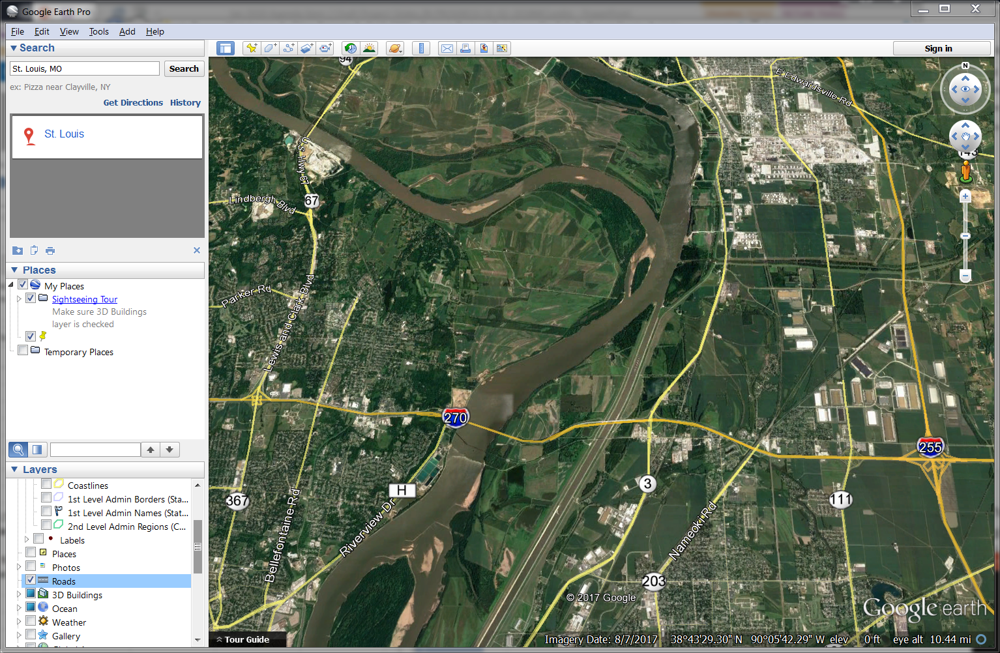 Google Earth Pro
File Edit View Tools Add Help
Search
St. Louis, MO
Search
ex: Pizza near Clayville, NY
Get Directions History
St. Louis
Places
My Places
Sightseeing Tour
Make sure 3D Buildings
layer is checked
Temporary Places
Layers
Coastlines
1st Level Admin Borders (Sta...
1st Level Admin Names (Stat...
2nd Level Admin Regions (C...
Labels
Places
Photos
Roads
3D Buildings
Ocean
Weather
Gallery
Sign in
N
94
E Edwardsville Rd
143
U.S. Hwy 67
67
Lindbergh Blvd
Parker Rd
Lewis and Clark Blvd
270
255
H
3
367
111
Bellefontaine Rd
Riverview Dr
Nameoki Rd
203
© 2017 Google
Google earth
Tour Guide
Imagery Date: 8/7/2017 38°43'29.30" N 90°05'42.29" W elev 0 ft eye alt 10.44 mi